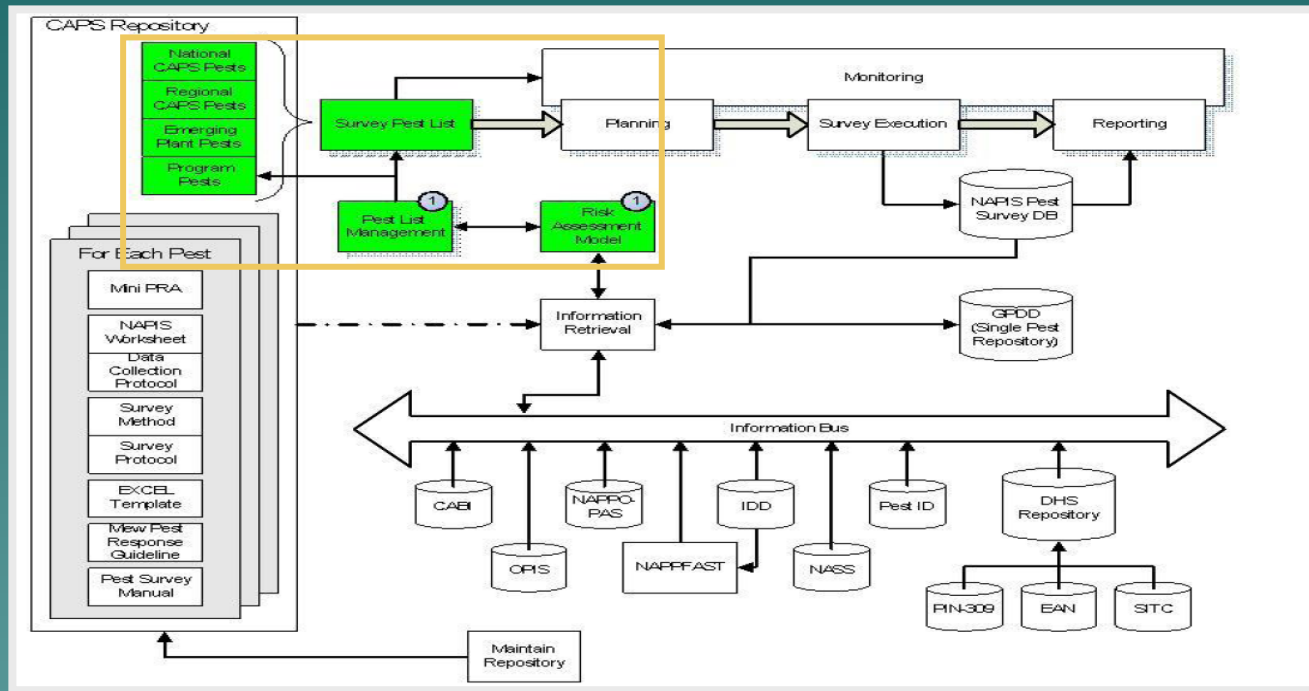 CAPS Repository
National
CAPS Pests
Regional
CAPS Pests
Emerging
Plant Pests
Program
Pests
Survey Pest List
Monitoring
Planning
Survey Execution
Reporting
Pest List
Management
1
Risk
Assessment
Model
1
NAPIS Pest
Survey DB
For Each Pest
Mini PRA
NAPIS
Worksheet
Data
Collection
Protocol
Survey
Method
Survey
Protocol
EXCEL
Template
Mew Pest
Response
Guideline
Pest Survey
Manual
Information
Retrieval
GPDD
(Single Pest
Repository)
Information Bus
CABI
OPIS
NAPPO-
PAS
NAPPFAST
IDD
NASS
Pest ID
DHS
Repository
PIN-309
EAN
SITC
Maintain
Repository